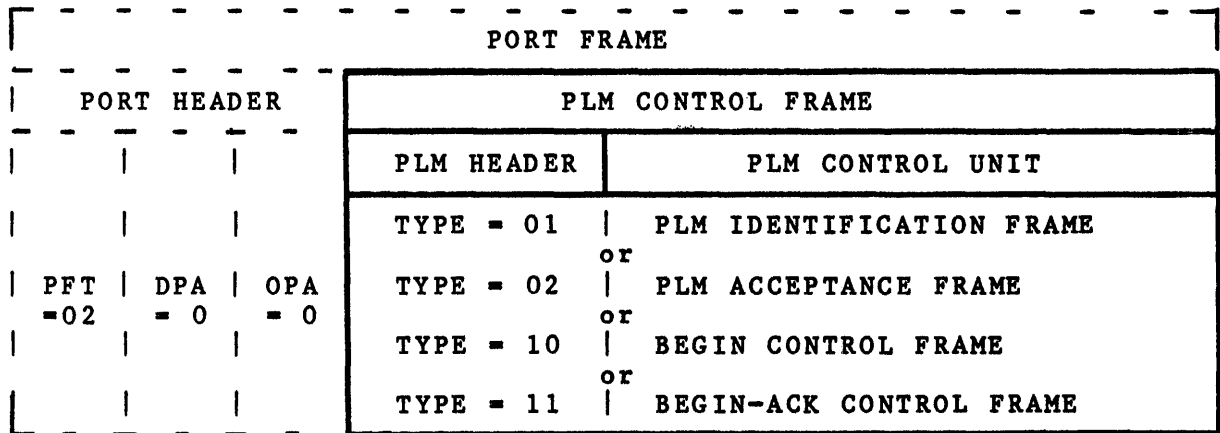 PORT FRAME
PORT HEADER PLM CONTROL FRAME
PLM HEADER PLM CONTROL UNIT
TYPE = 01 | PLM IDENTIFICATION FRAME
or
PFT | DPA | OPA TYPE = 02 | PLM ACCEPTANCE FRAME
=02 = 0 = 0 or
TYPE = 10 | BEGIN CONTROL FRAME
or
TYPE = 11 | BEGIN-ACK CONTROL FRAME